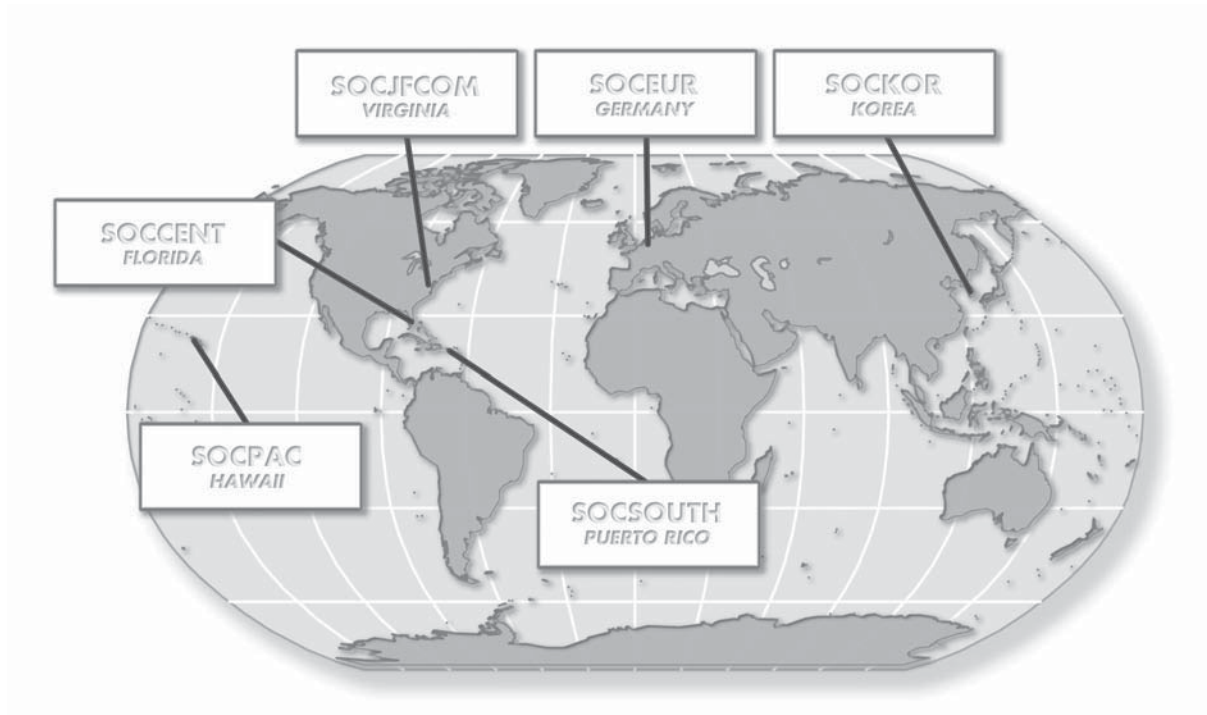 SOCJFCOM
VIRGINIA
SOCEUR
GERMANY
SOCKOR
KOREA
SOCCENT
FLORIDA
SOCPAC
HAWAII
SOCSOUTH
PUERTO RICO